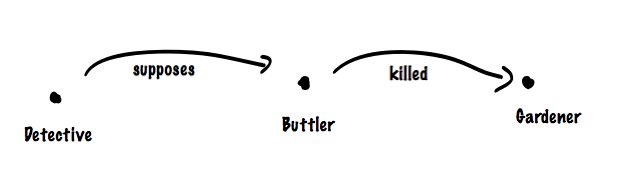 supposes
killed
Detective
Buttler
Gardener